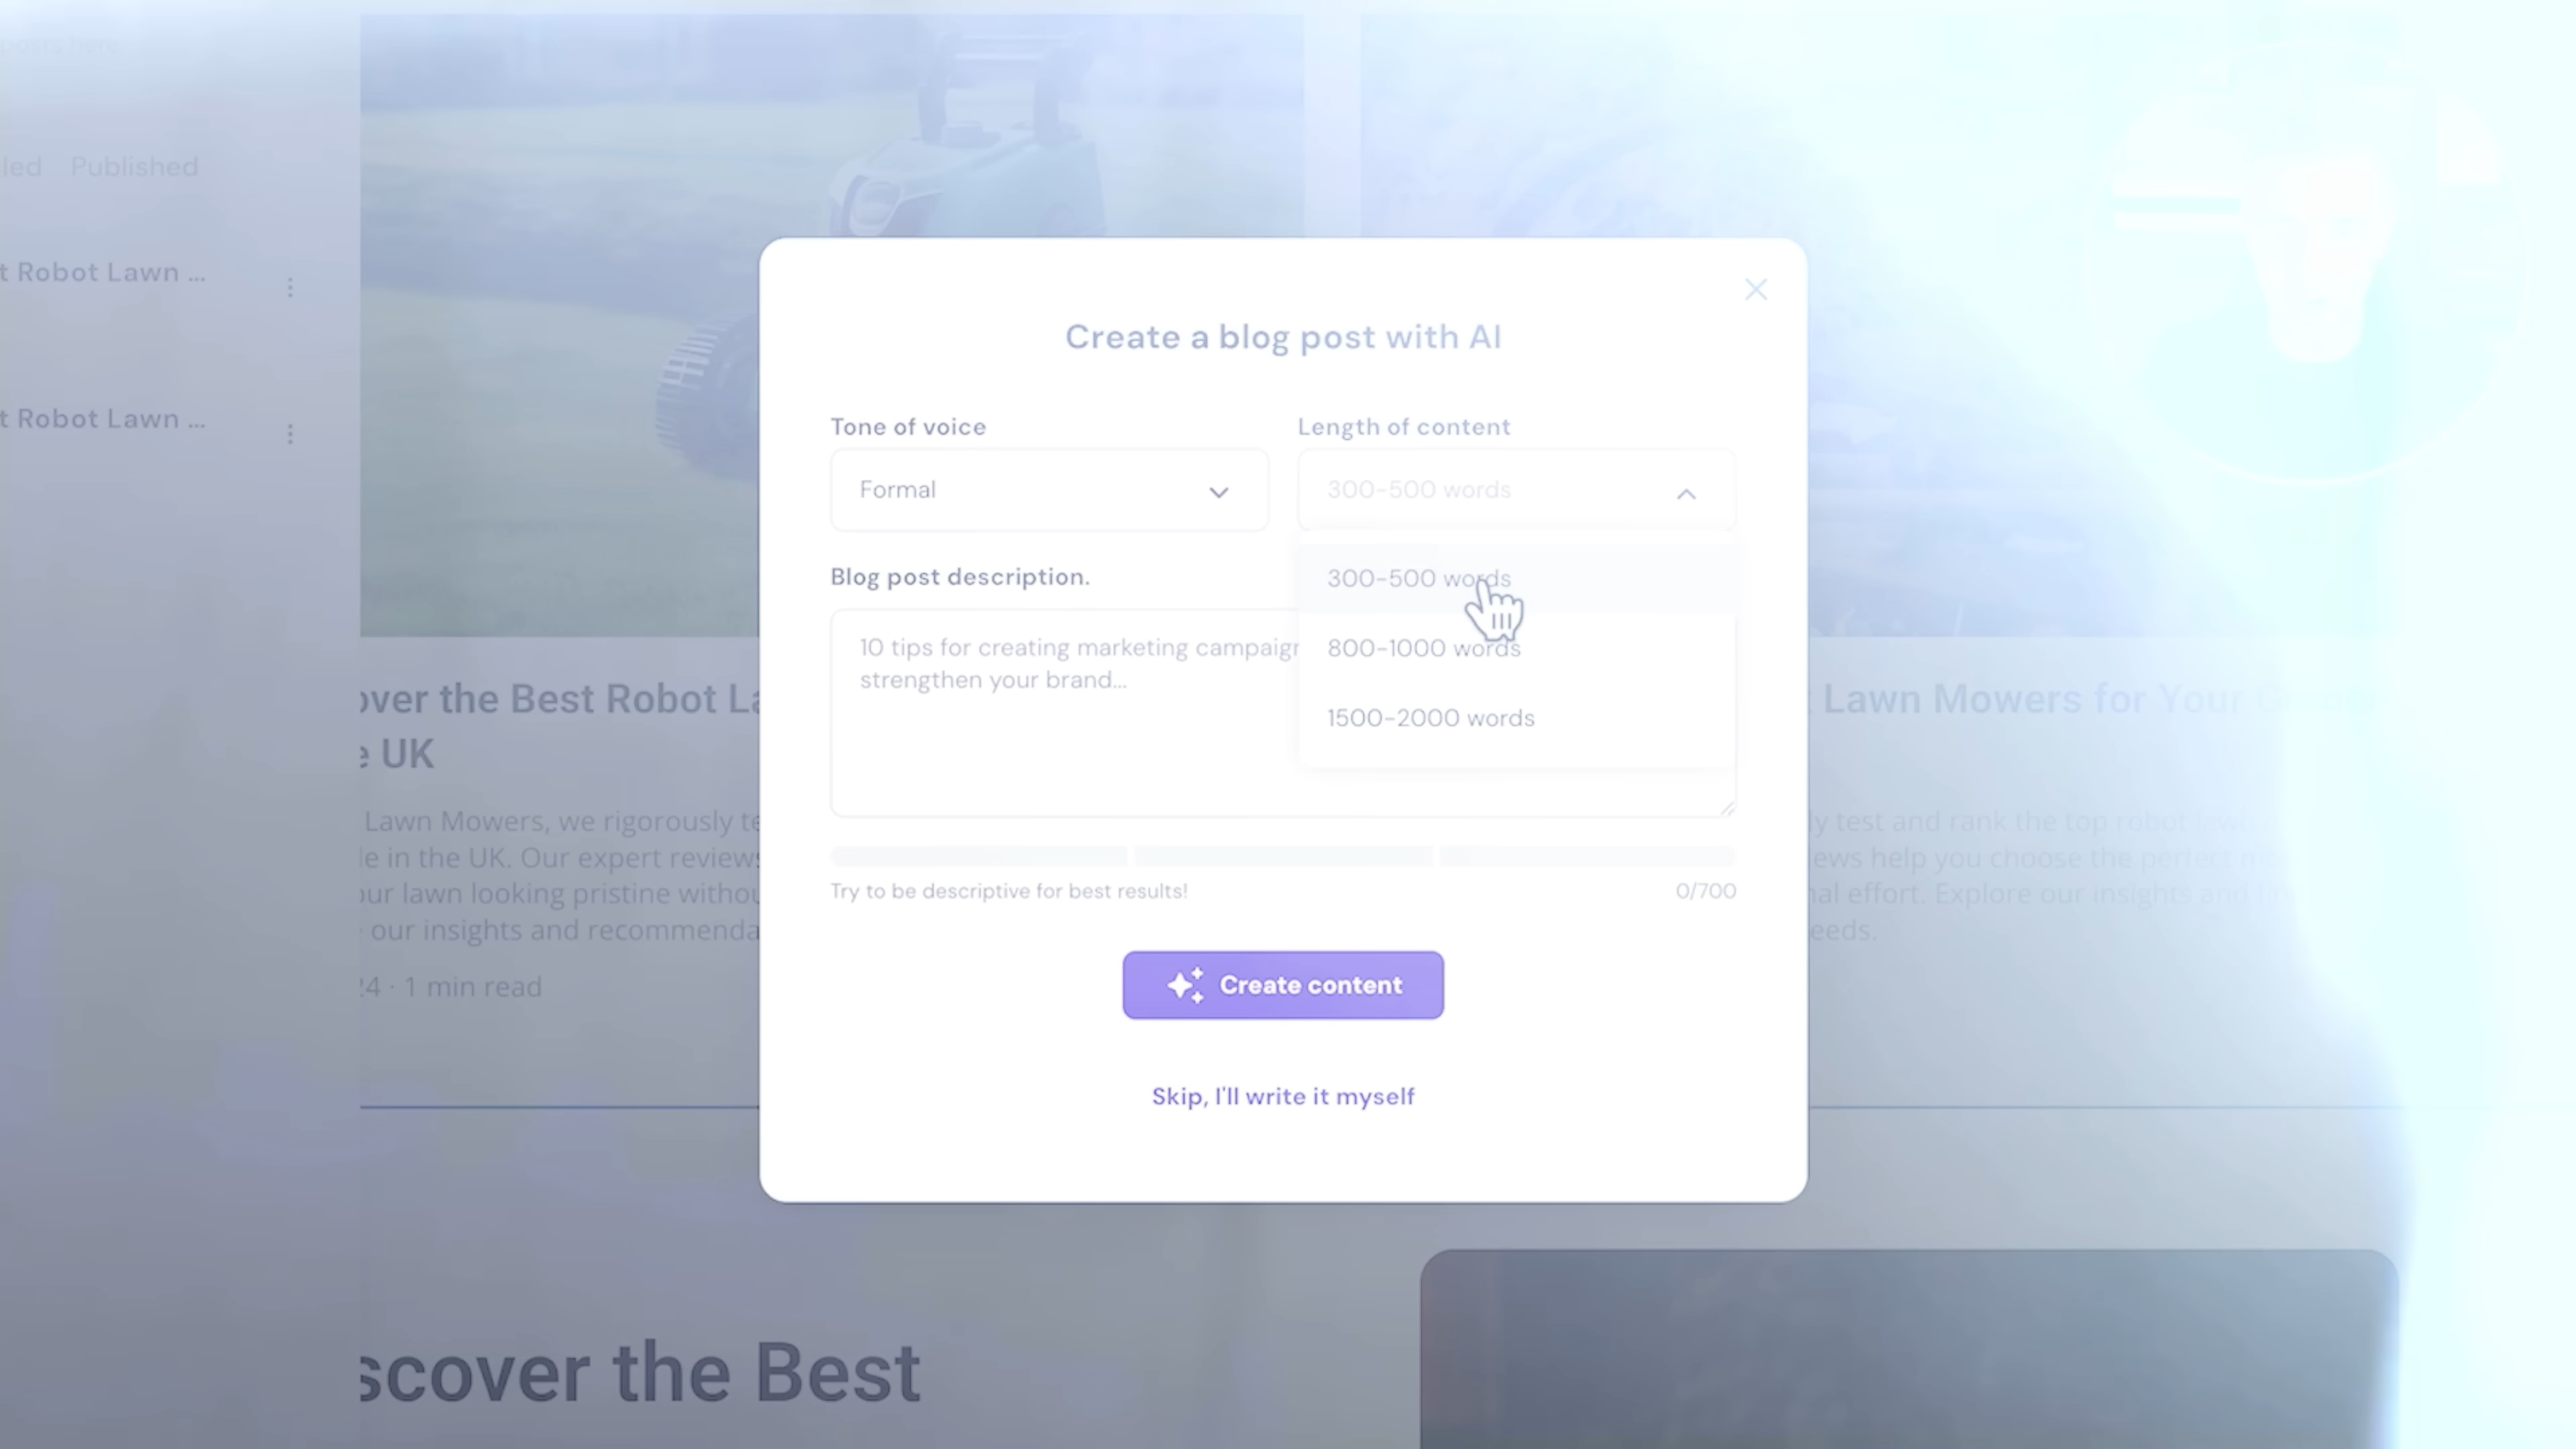 posts here
led Published
t Robot Lawn ...
t Robot Lawn ...
Create a blog post with AI
Tone of voice
Length of content
Formal
300-500 words
300-500 words
800-1000 words
1500-2000 words
Blog post description.
10 tips for creating marketing campaign
strengthen your brand...
Try to be descriptive for best results!
0/700
Create content
Skip, I'll write it myself
over the Best Robot La
e UK
Lawn Mowers, we rigorously te
le in the UK. Our expert reviews
our lawn looking pristine withou
our insights and recommenda
24 · 1 min read
t Lawn Mowers for Your
ly test and rank the top robot
ews help you choose the perfect
nal effort. Explore our insights and
eeds.
scover the Best